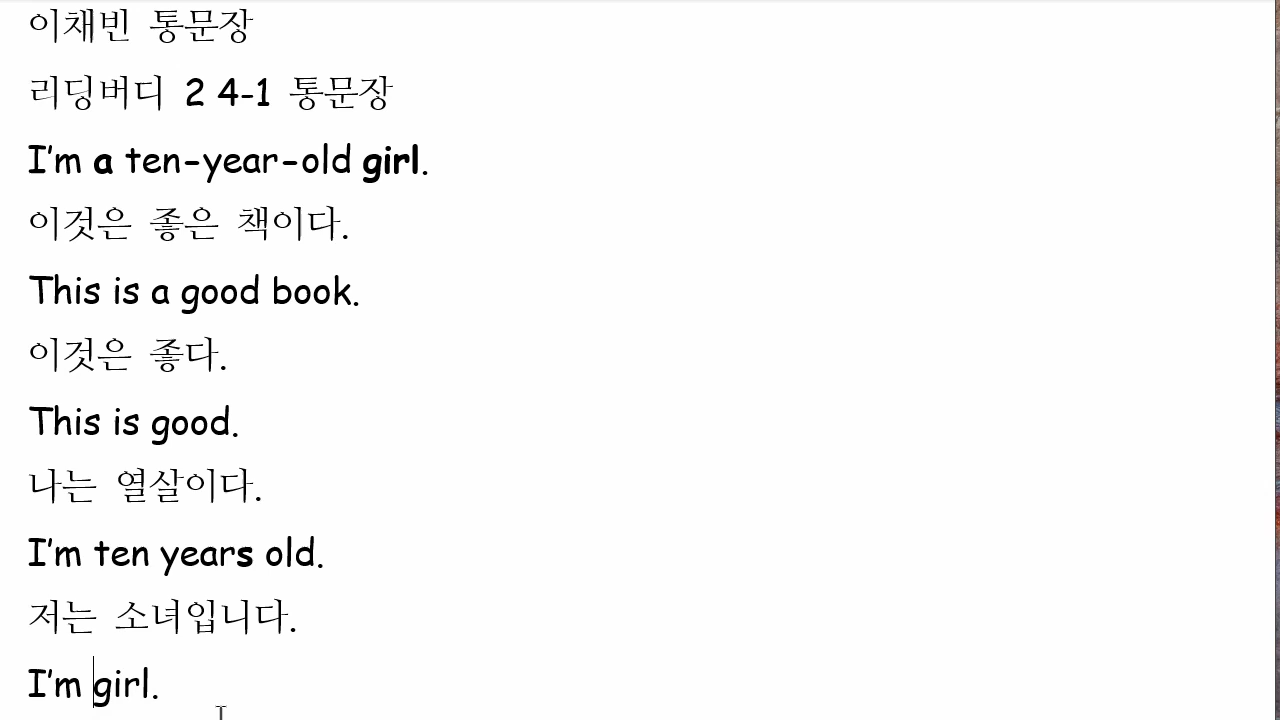 이채빈 통문장
리딩버디 2 4-1 통문장
I'm a ten-year-old girl.
이것은 좋은 책이다.
This is a good book.
이것은 좋다.
This is good.
나는 열살이다.
I'm ten years old.
저는 소녀입니다.
I'm girl.